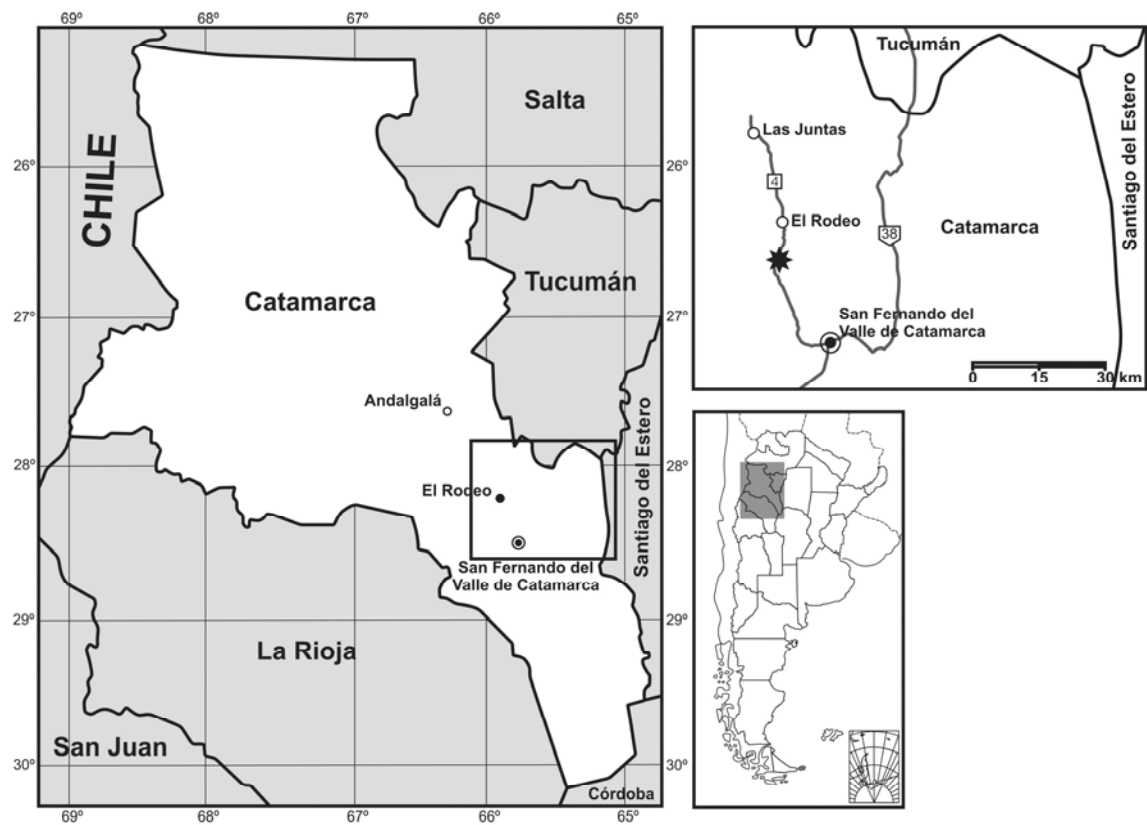 69º
68º
67º
66º
65º
CHILE
Salta
26º
26º
Catamarca
Tucumán
27º
27º
Andalgalá
Santiago del Estero
28º
28º
El Rodeo
San Fernando del
Valle de Catamarca
29º
29º
La Rioja
San Juan
30º
30º
Córdoba
69º
68º
67º
66º
65º
Tucumán
Santiago del Estero
Las Juntas
4
El Rodeo
38
Catamarca
San Fernando del
Valle de Catamarca
0 15 30 km